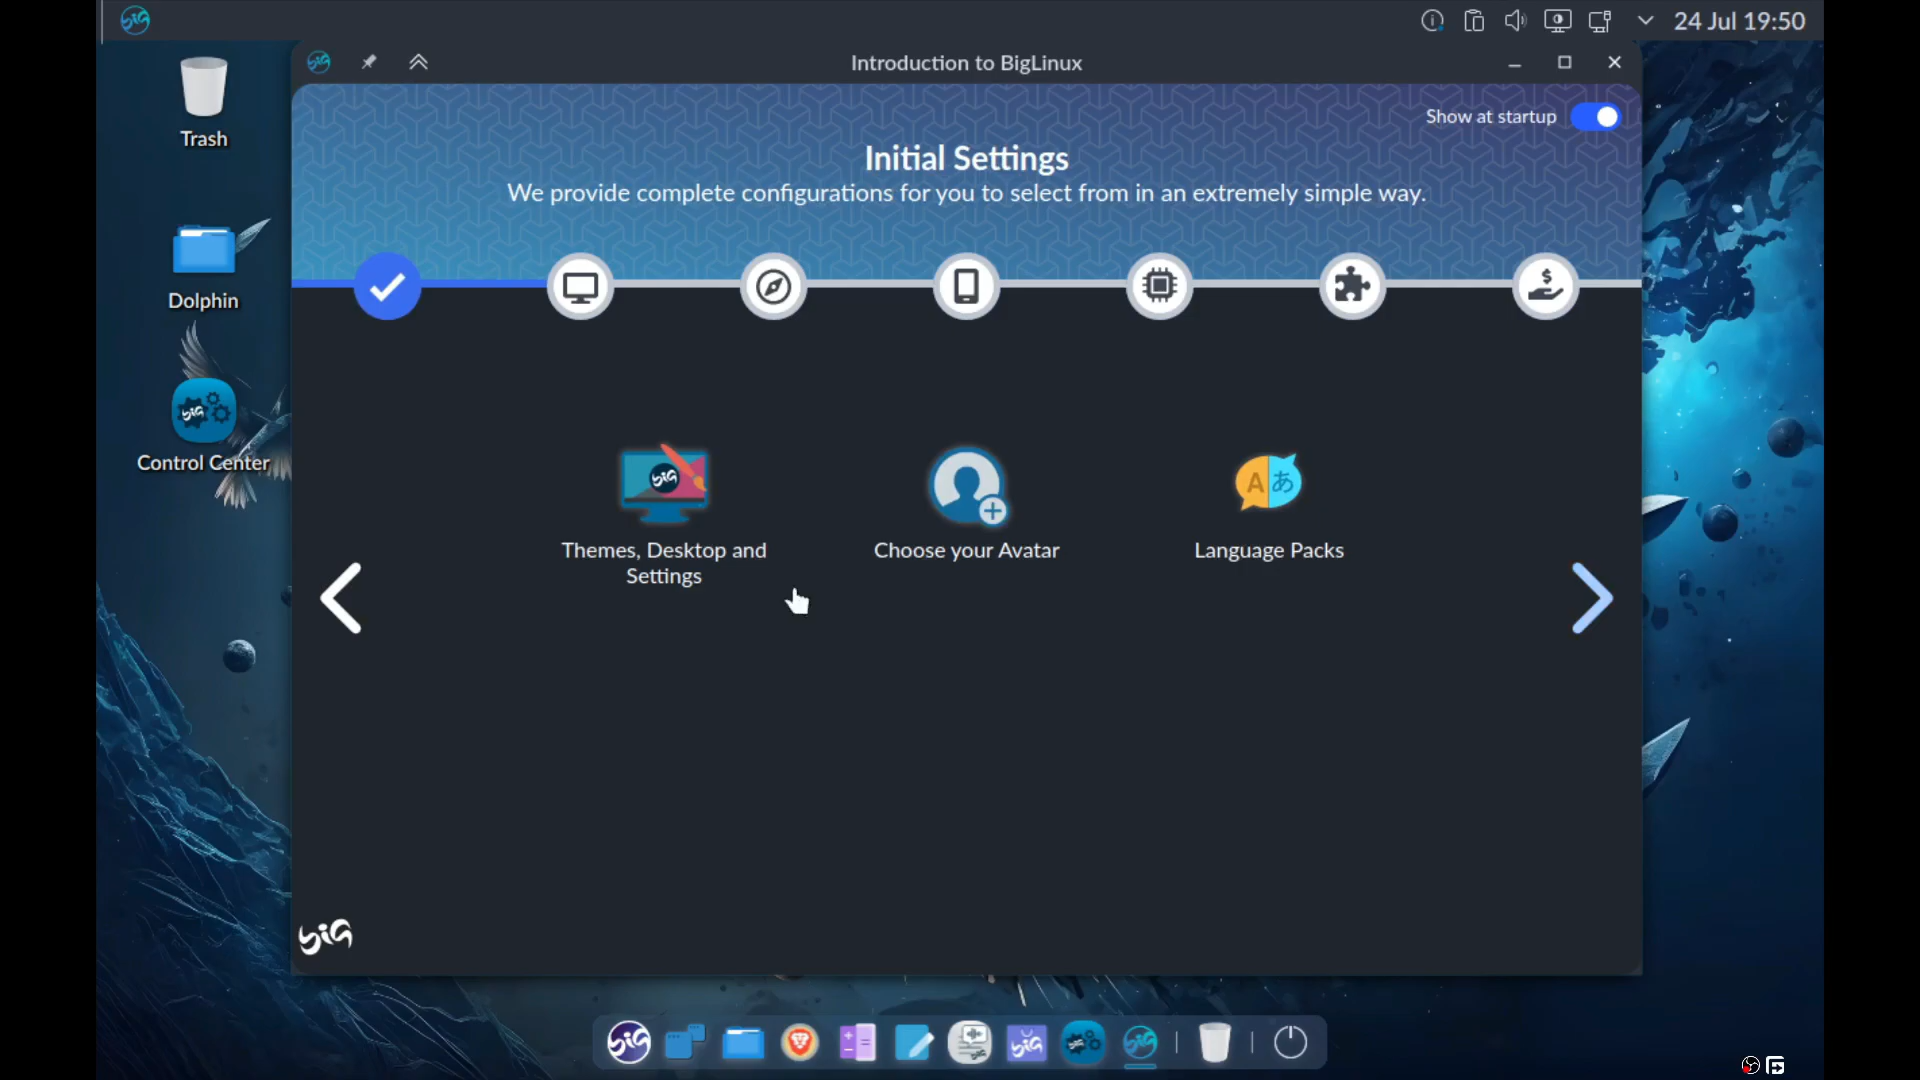 24 Jul 19:50
Introduction to BigLinux
Show at startup
Initial Settings
We provide complete configurations for you to select from in an extremely simple way.
Trash
Dolphin
Control Center
Themes, Desktop and
Settings
Choose your Avatar
Language Packs
big